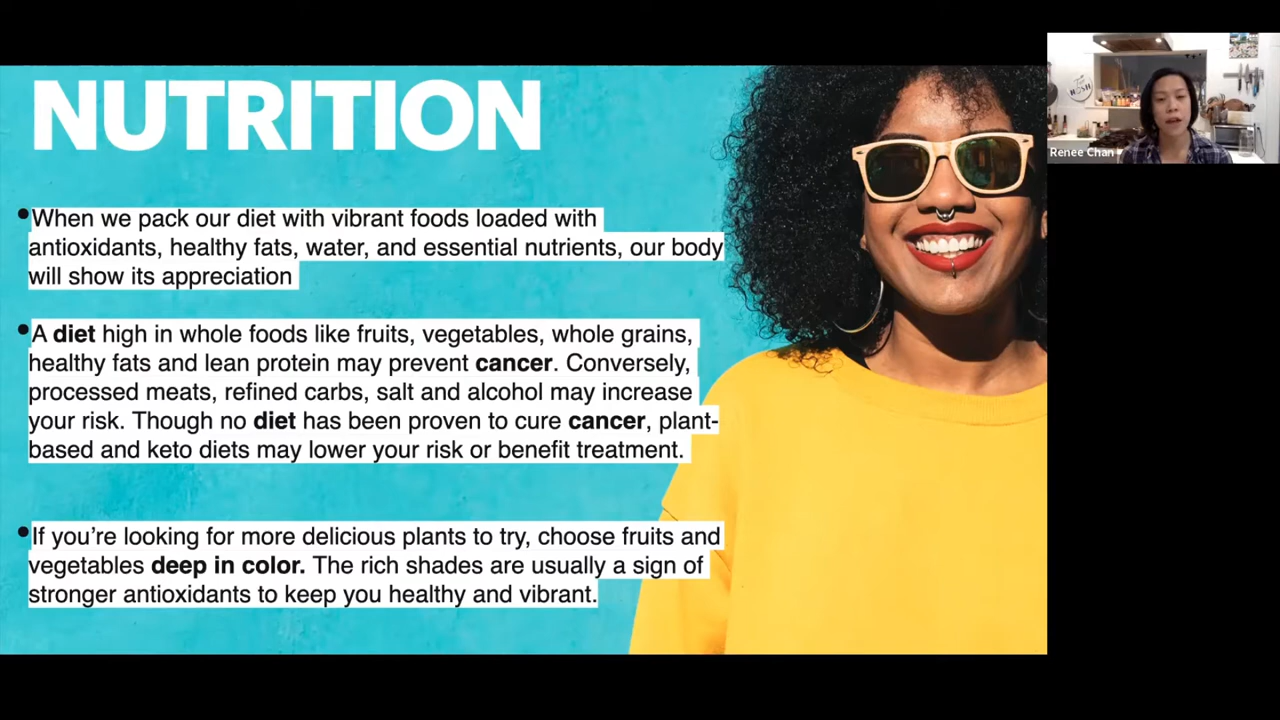 NUTRITION
•When we pack our diet with vibrant foods loaded with
antioxidants, healthy fats, water, and essential nutrients, our body
will show its appreciation
•A diet high in whole foods like fruits, vegetables, whole grains,
healthy fats and lean protein may prevent cancer. Conversely,
processed meats, refined carbs, salt and alcohol may increase
your risk. Though no diet has been proven to cure cancer, plant-
based and keto diets may lower your risk or benefit treatment.
•If you’re looking for more delicious plants to try, choose fruits and
vegetables deep in color. The rich shades are usually a sign of
stronger antioxidants to keep you healthy and vibrant.
Renee Chan